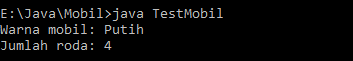 E:\Java\Mobil>java TestMobil
Warna mobil: Putih
Jumlah roda: 4